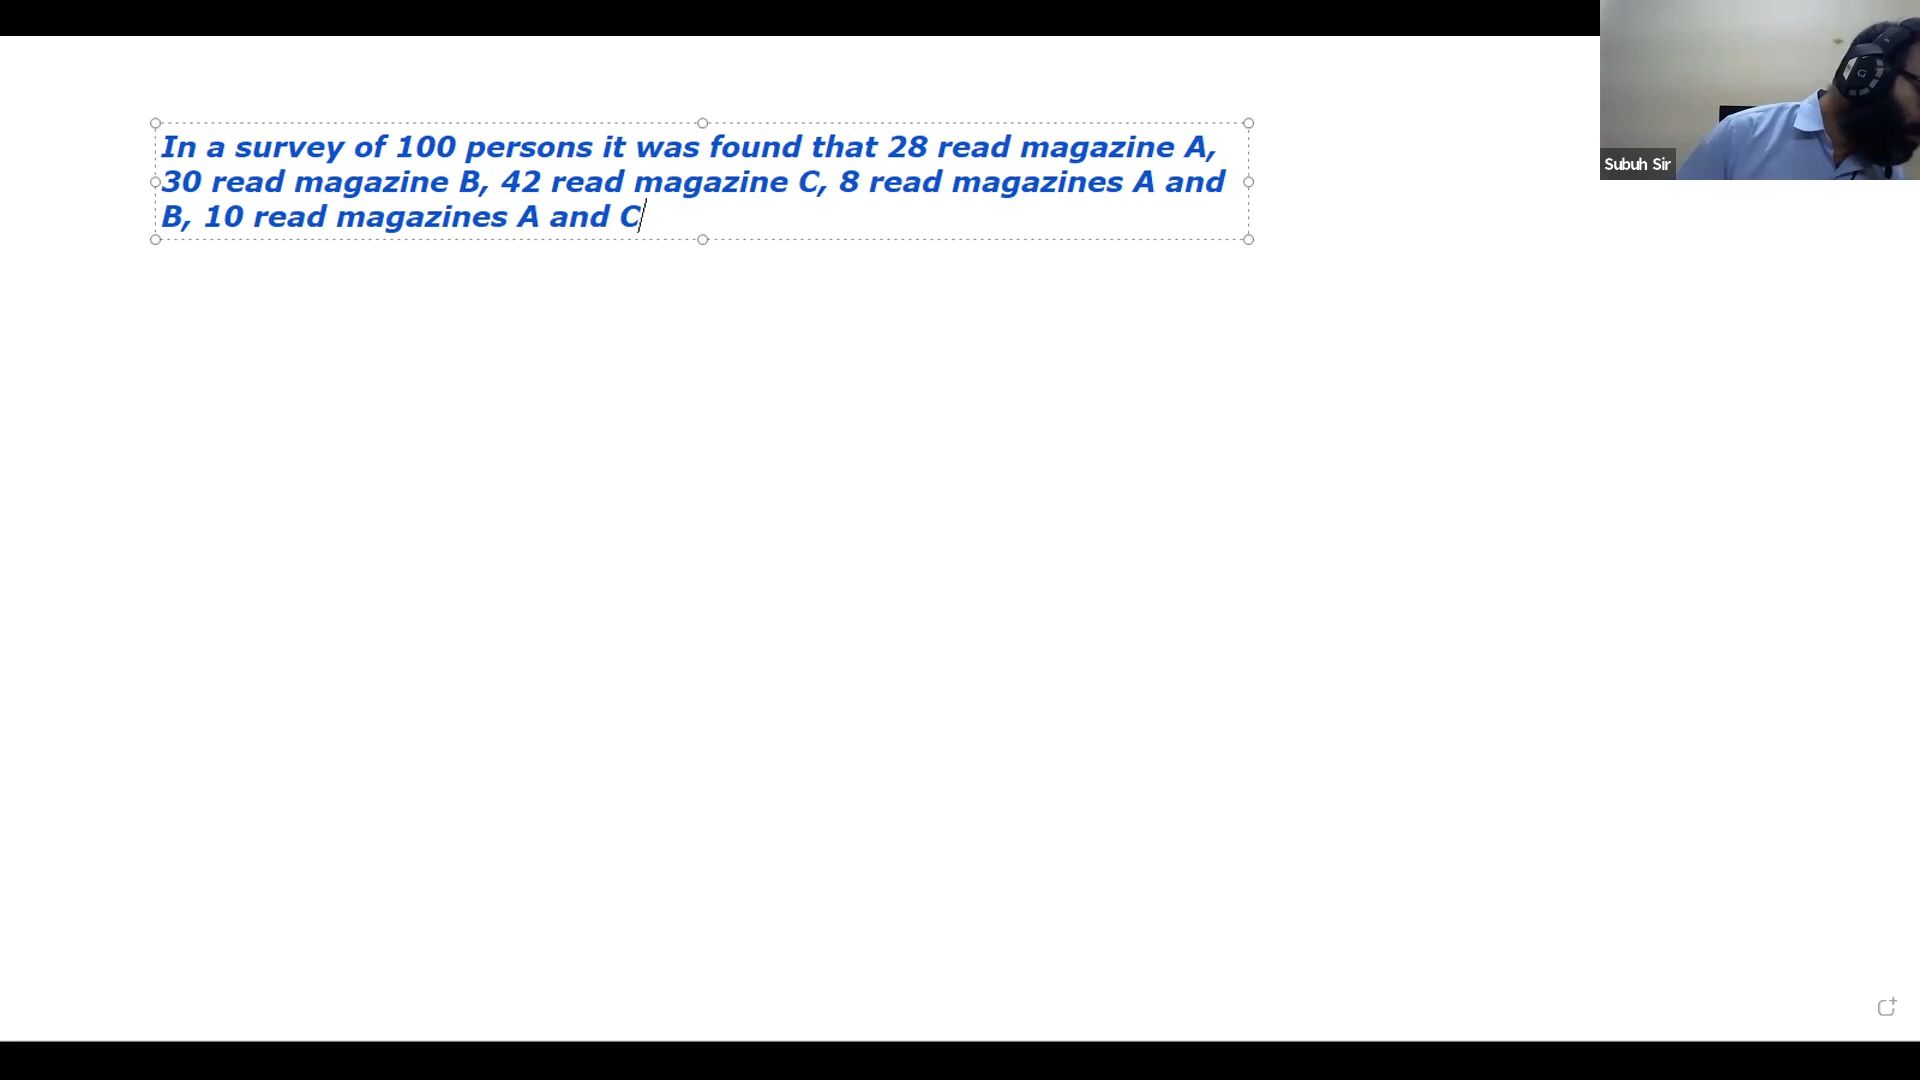 In a survey of 100 persons it was found that 28 read magazine A,
30 read magazine B, 42 read magazine C, 8 read magazines A and
B, 10 read magazines A and C
Subuh Sir